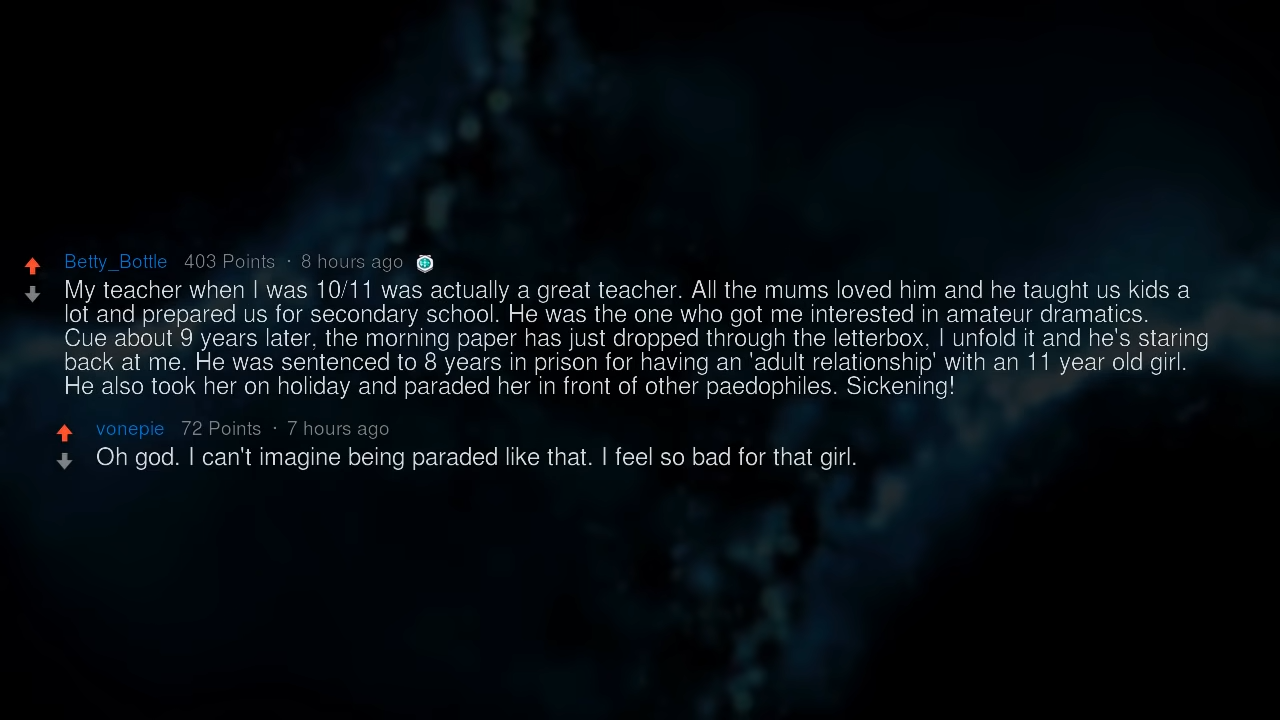 Betty_Bottle 403 Points · 8 hours ago
My teacher when I was 10/11 was actually a great teacher. All the mums loved him and he taught us kids a
lot and prepared us for secondary school. He was the one who got me interested in amateur dramatics.
Cue about 9 years later, the morning paper has just dropped through the letterbox, I unfold it and he's staring
back at me. He was sentenced to 8 years in prison for having an 'adult relationship' with an 11 year old girl.
He also took her on holiday and paraded her in front of other paedophiles. Sickening!
vonepie 72 Points · 7 hours ago
Oh god. I can't imagine being paraded like that. I feel so bad for that girl.